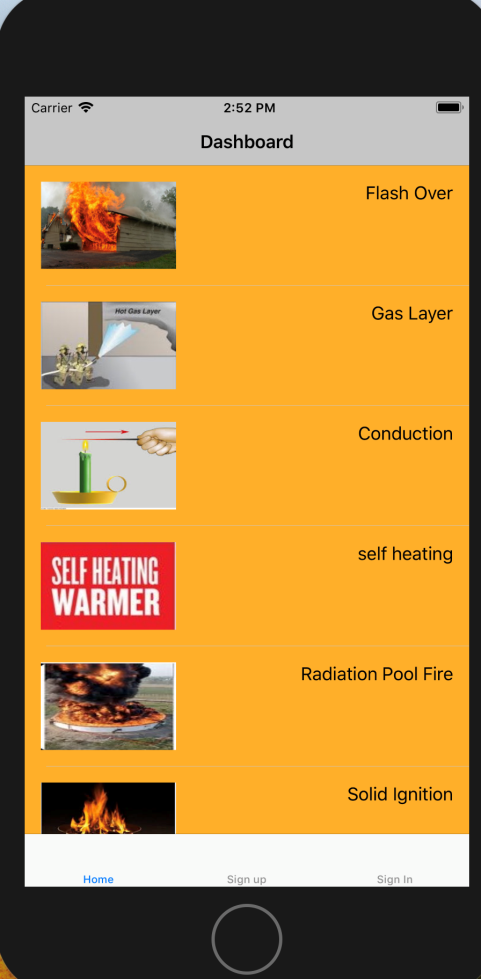 Carrier 2:52 PM
Dashboard
Flash Over
Hot Gas Layer
Gas Layer
Conduction
SELF HEATING
WARMER
self heating
Radiation Pool Fire
Solid Ignition
Home Sign up Sign In